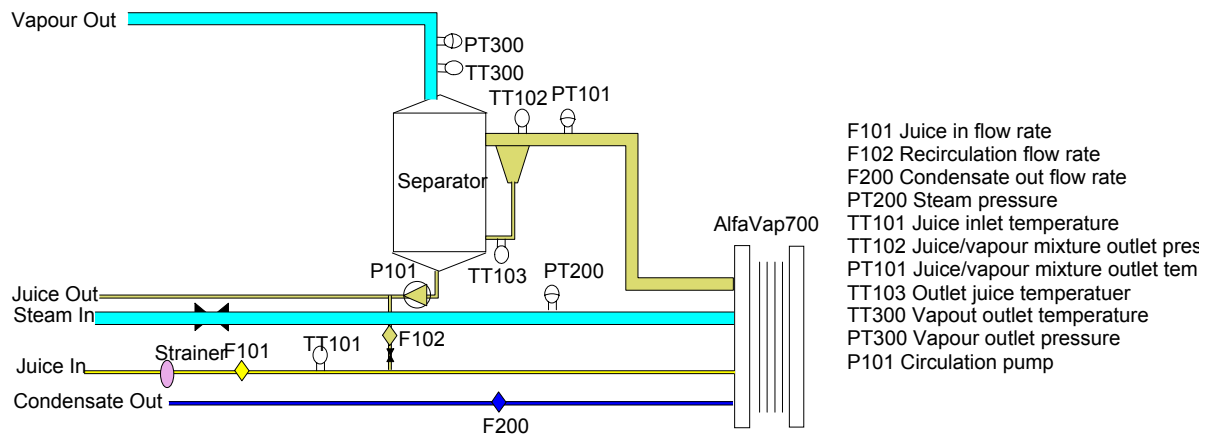 Vapour Out
PT300
TT300
TT102
PT101
Separator
AlfaVap700
P101
TT103
PT200
Juice Out
Steam In
Strainer
F101
TT101
F102
Juice In
Condensate Out
F200
F101 Juice in flow rate
F102 Recirculation flow rate
F200 Condensate out flow rate
PT200 Steam pressure
TT101 Juice inlet temperature
TT102 Juice/vapour mixture outlet pres
PT101 Juice/vapour mixture outlet tem
TT103 Outlet juice temperatuer
TT300 Vapout outlet temperature
PT300 Vapour outlet pressure
P101 Circulation pump